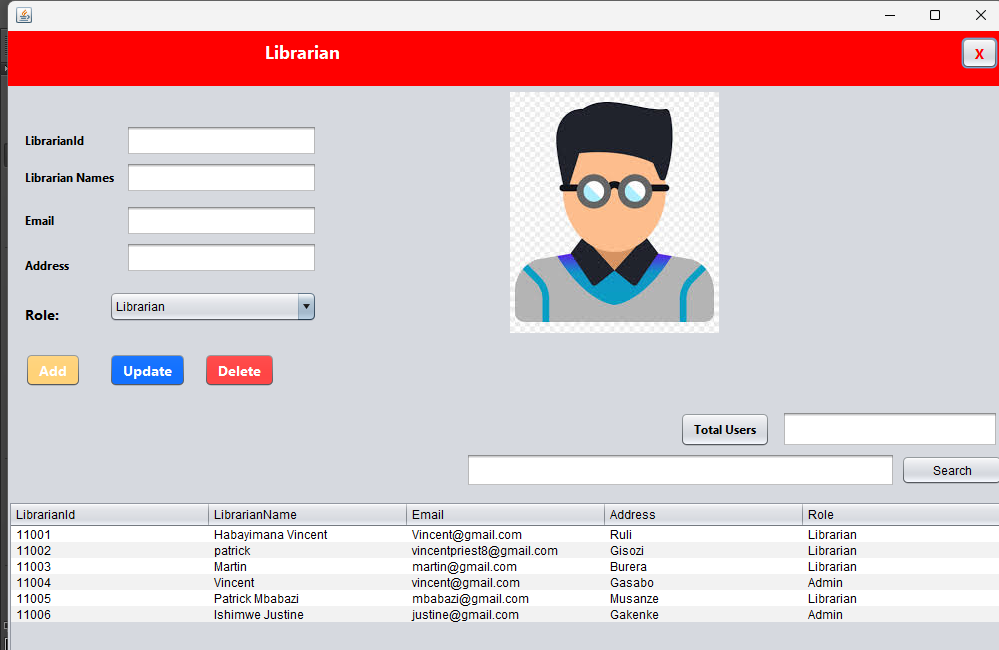 Librarian
X
LibrarianId
Librarian Names
Email
Address
Role:
Librarian
Add Update Delete
Total Users
Search
LibrarianId LibrarianName Email Address Role
11001 Habayimana Vincent Vincent@gmail.com Ruli Librarian
11002 patrick vincentpriest8@gmail.com Gisozi Librarian
11003 Martin martin@gmail.com Burera Librarian
11004 Vincent vincent@gmail.com Gasabo Admin
11005 Patrick Mbabazi mbabazi@gmail.com Musanze Librarian
11006 Ishimwe Justine justine@gmail.com Gakenke Admin